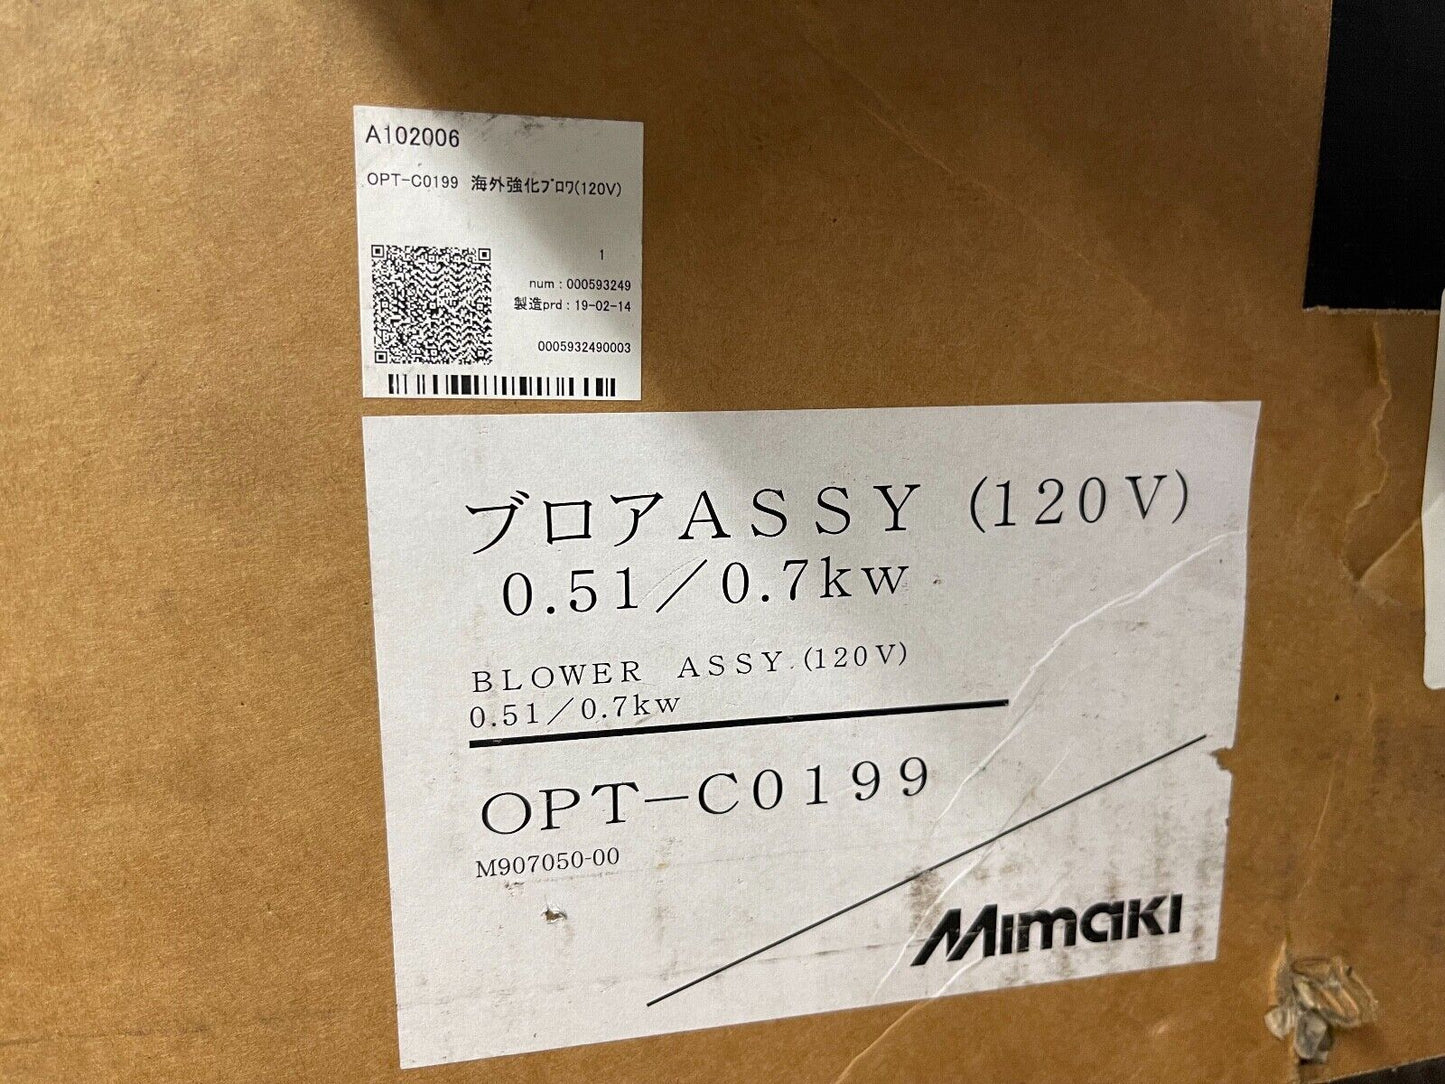 A102006
OPT-C0199 海外強化ﾌﾞﾛﾜ(120V)
1
num : 000593249
製造prd : 19-02-14
0005932490003
ブロアＡＳＳＹ（１２０Ｖ）
０.５１／０.７ｋｗ
ＢＬＯＷＥＲ　ＡＳＳＹ.（１２０Ｖ）
０.５１／０.７ｋｗ
ＯＰＴ－Ｃ０１９９
M907050-00
Mimaki